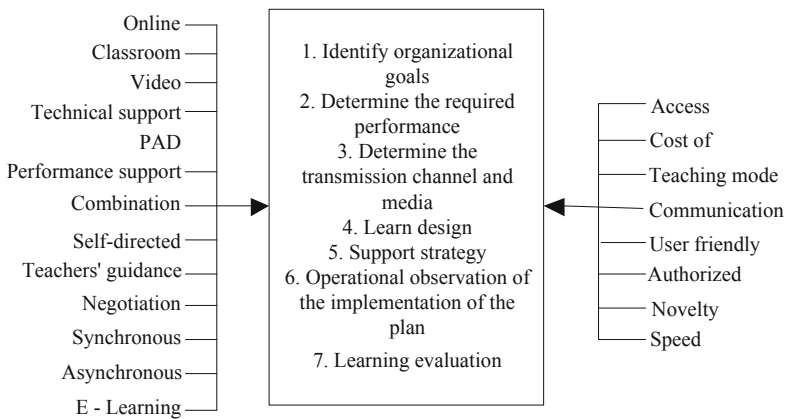 Online
Classroom
Video
Technical support
PAD
Performance support
Combination
Self-directed
Teachers' guidance
Negotiation
Synchronous
Asynchronous
E - Learning
1. Identify organizational
goals
2. Determine the required
performance
3. Determine the
transmission channel and
media
4. Learn design
5. Support strategy
6. Operational observation of
the implementation of the
plan
7. Learning evaluation
Access
Cost of
Teaching mode
Communication
User friendly
Authorized
Novelty
Speed